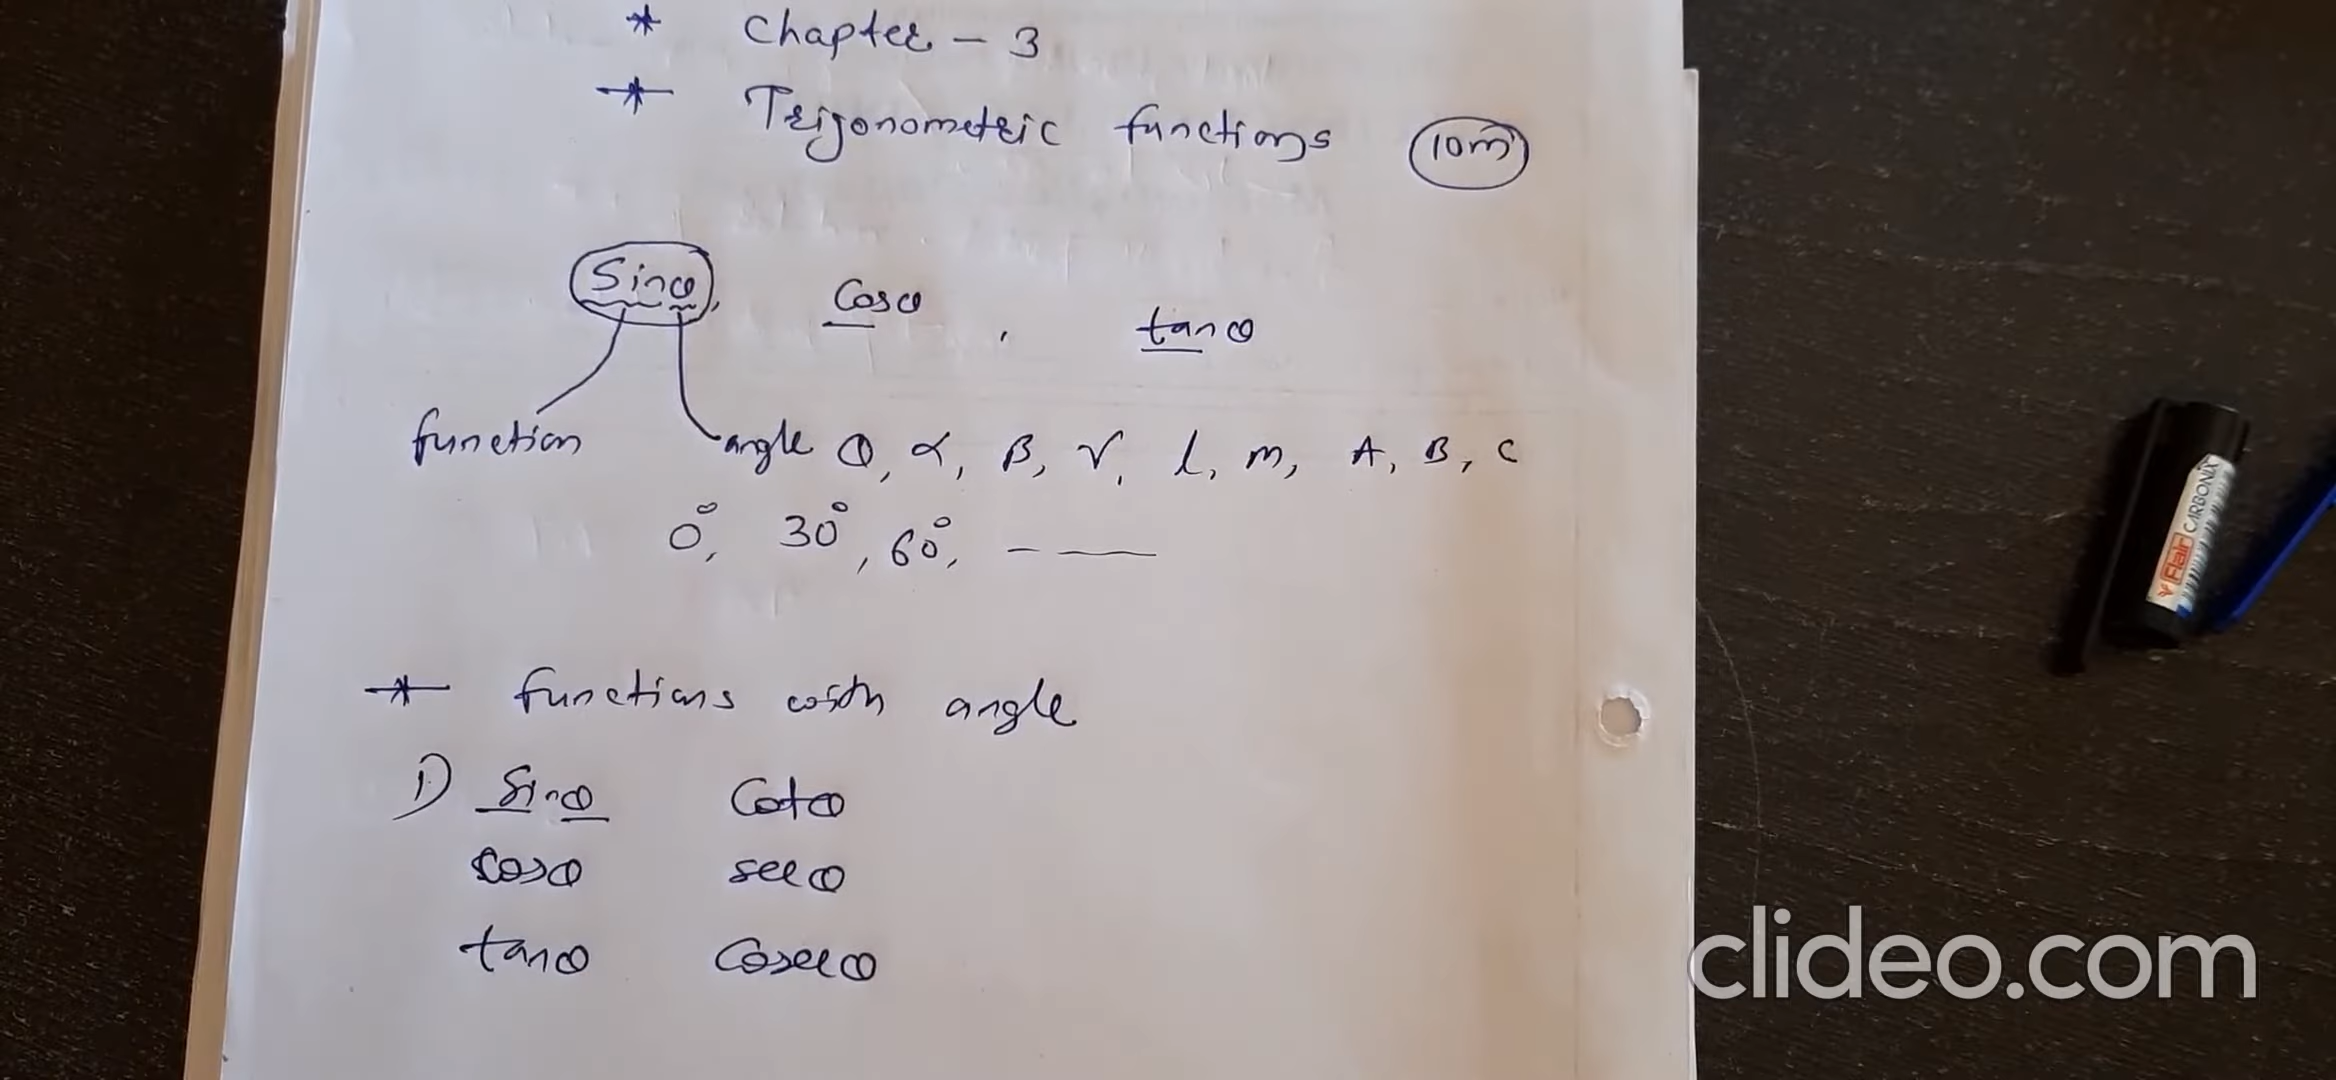 * Chapter - 3
* Trigonometric functions 10m
Sinθ, Cosθ, tanθ
function angle θ, α, β, γ, l, m, A, B, C
0°, 30°, 60°, - —
* functions with angle
1) Sinθ Cotθ
Cosθ secθ
tanθ Cosecθ
Flair CARBONIX
clideo.com